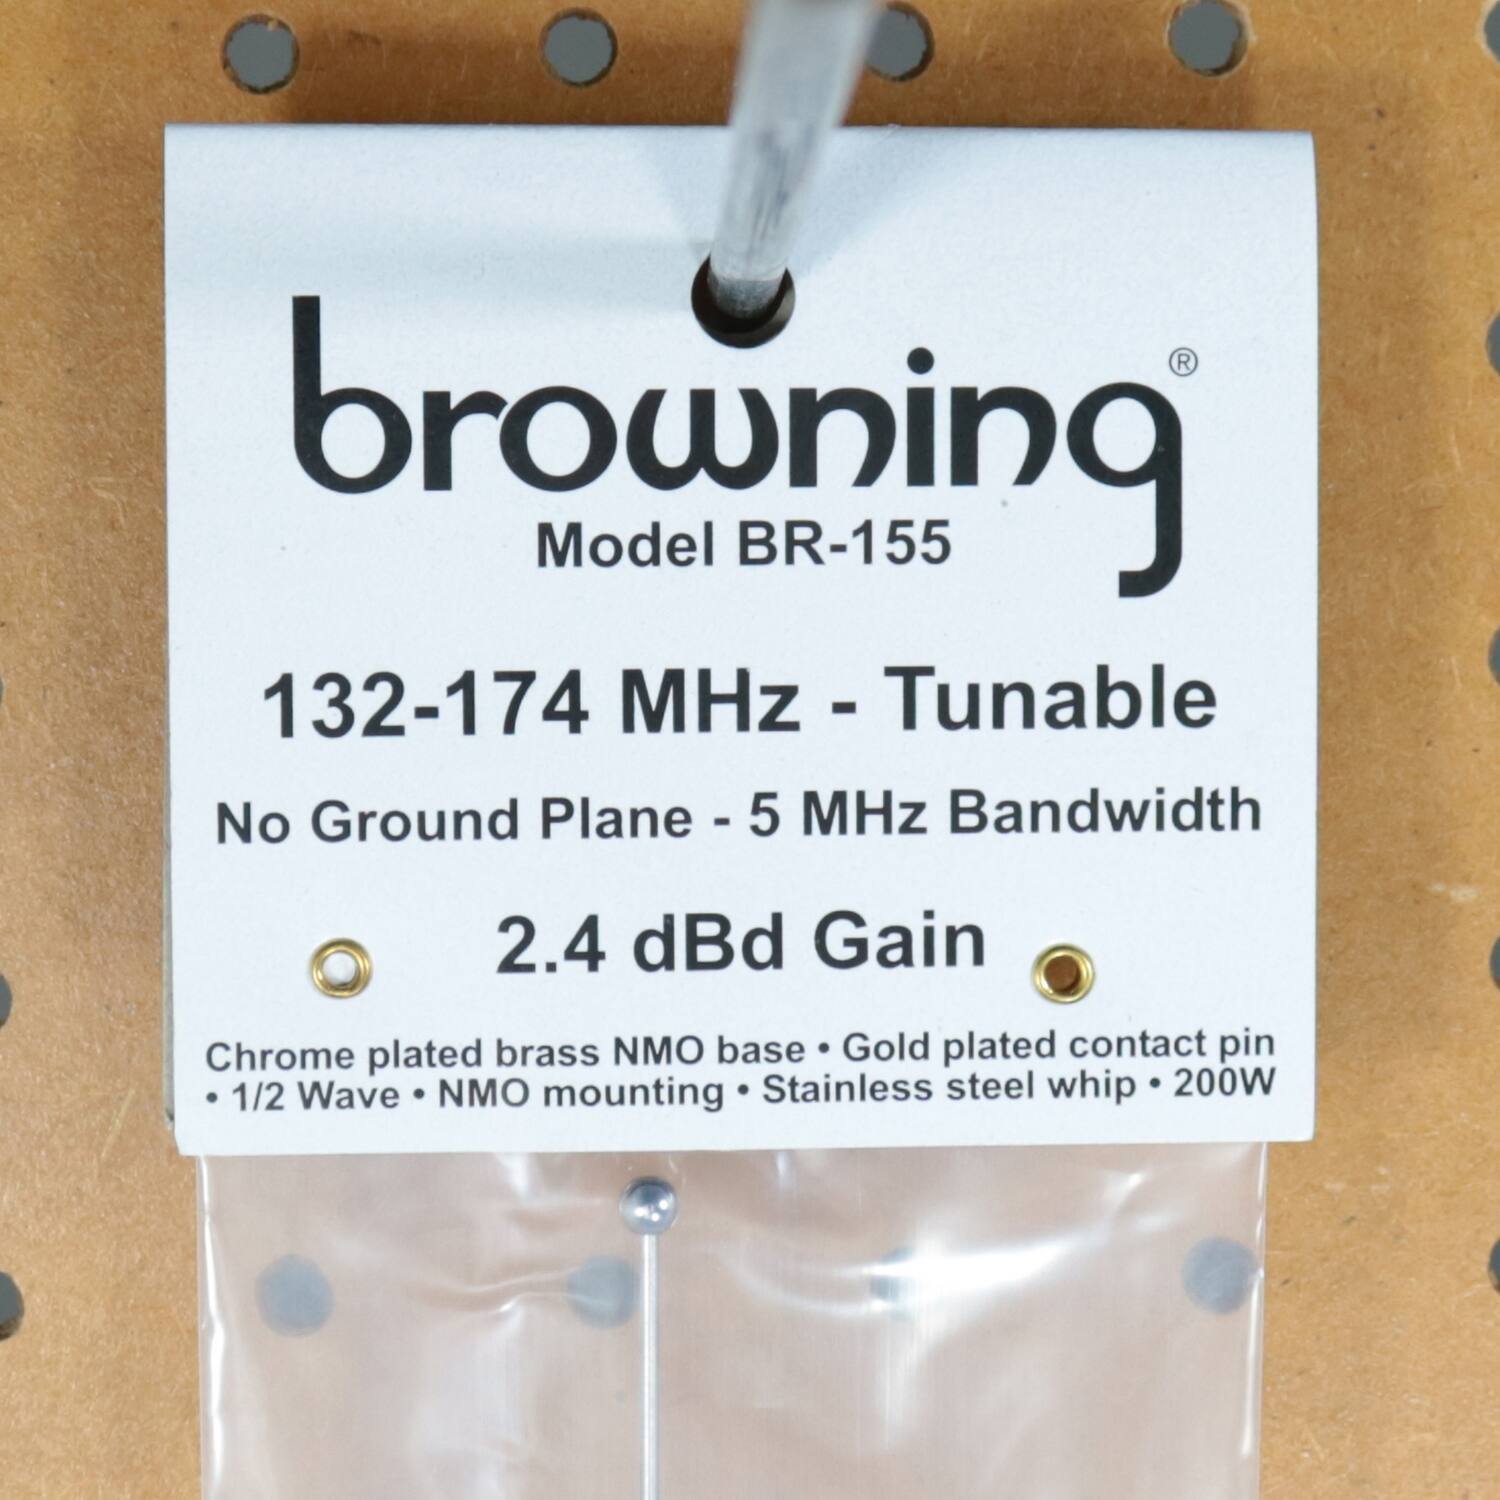 browning®
Model BR-155
132-174 MHz - Tunable
No Ground Plane - 5 MHz Bandwidth
2.4 dBd Gain
Chrome plated brass NMO base • Gold plated contact pin
• 1/2 Wave • NMO mounting • Stainless steel whip • 200W